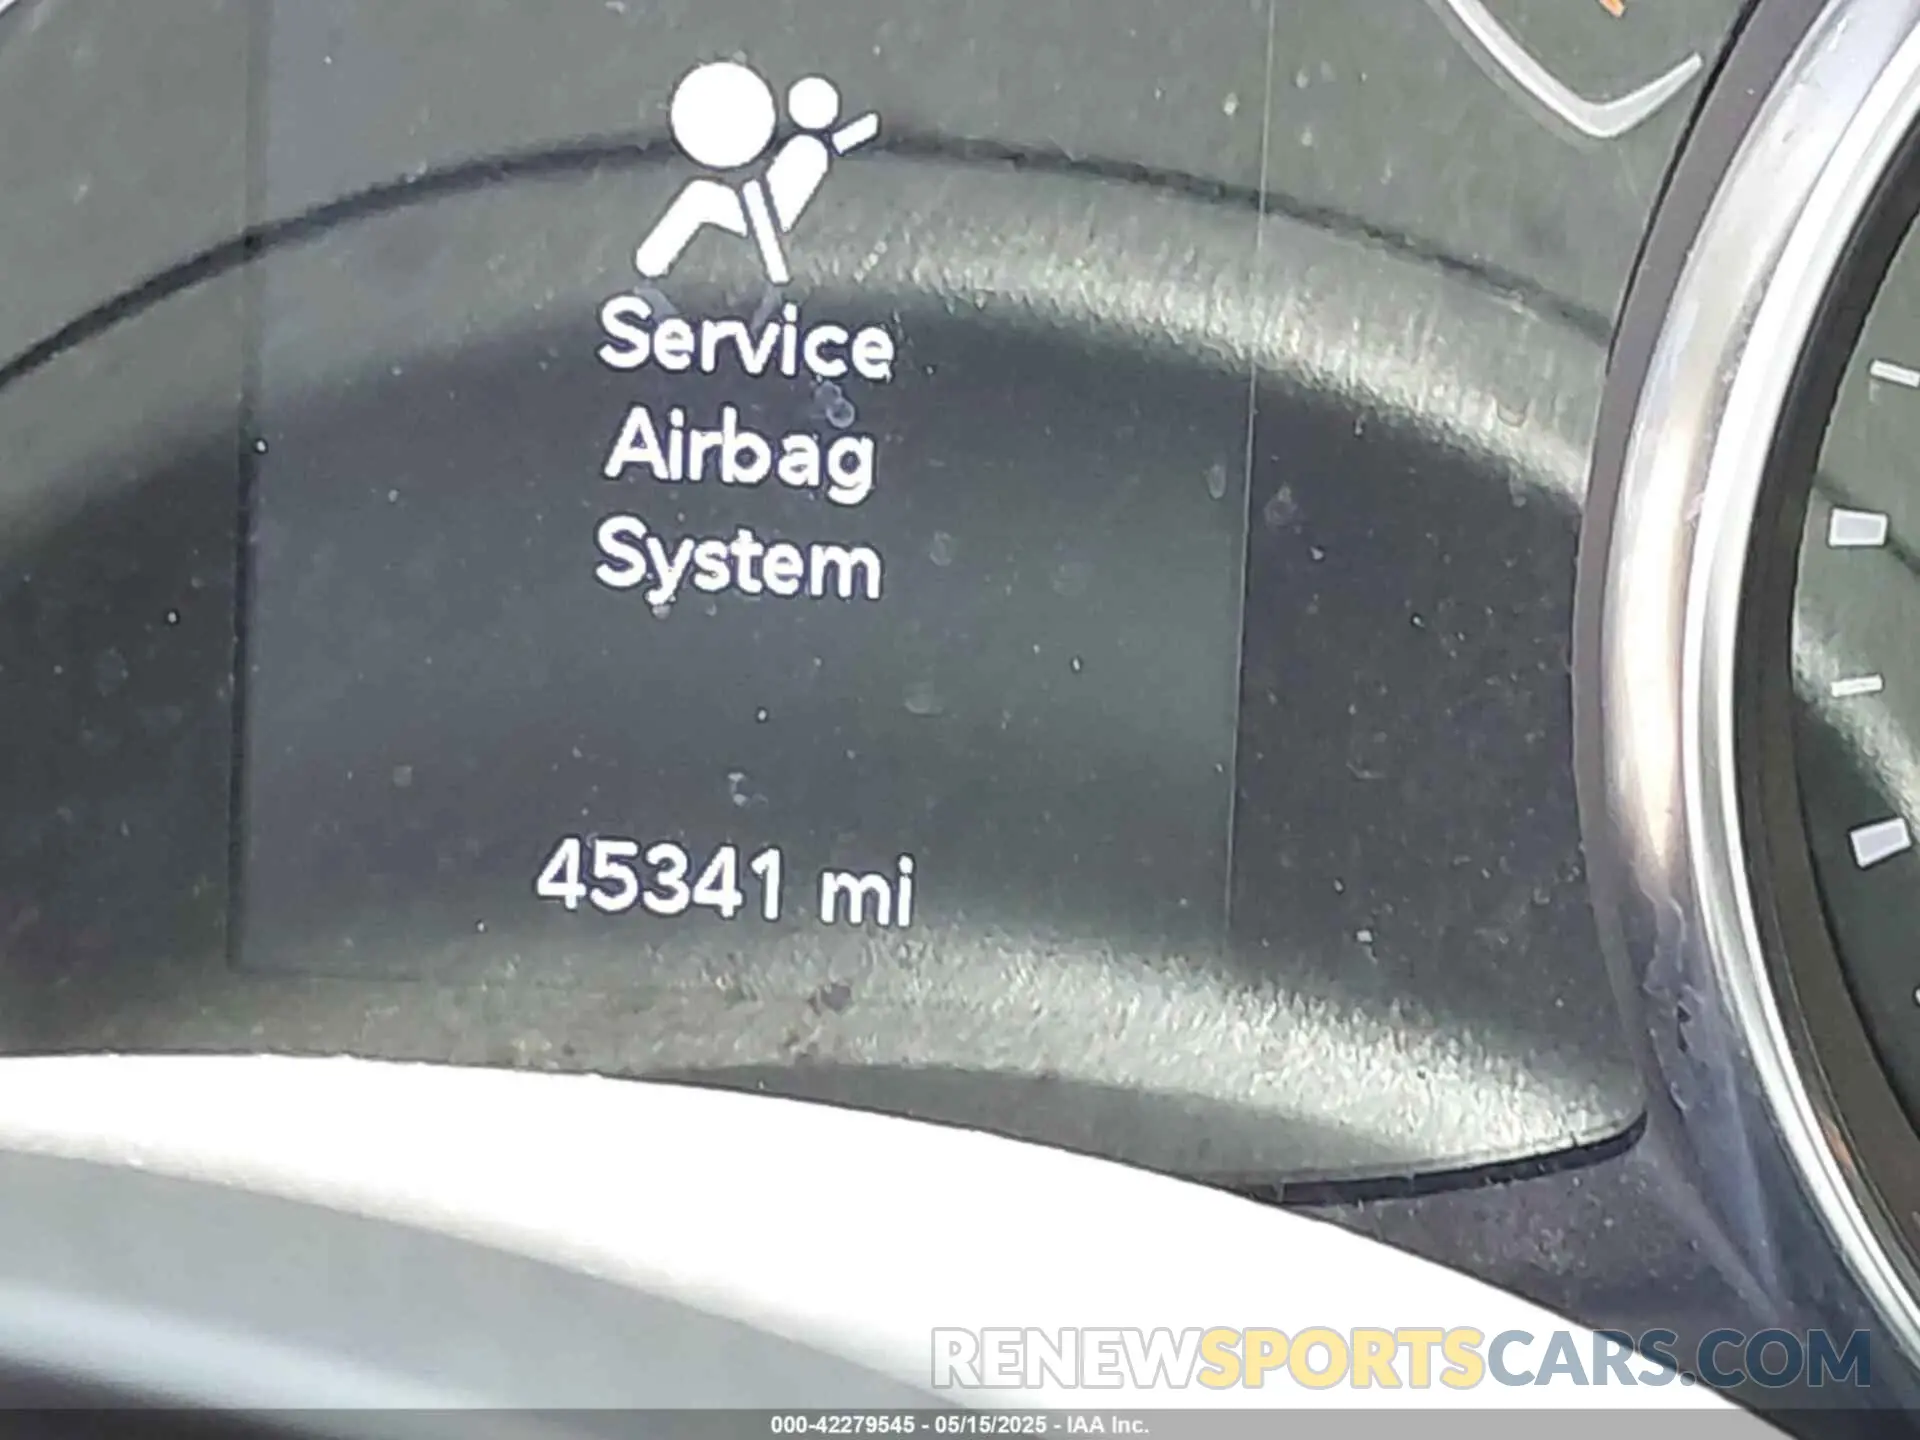 Service
Airbag
System
45341 mi
RENEWSPORTSCARS.COM
000-42279545 - 05/15/2025 - IAA Inc.